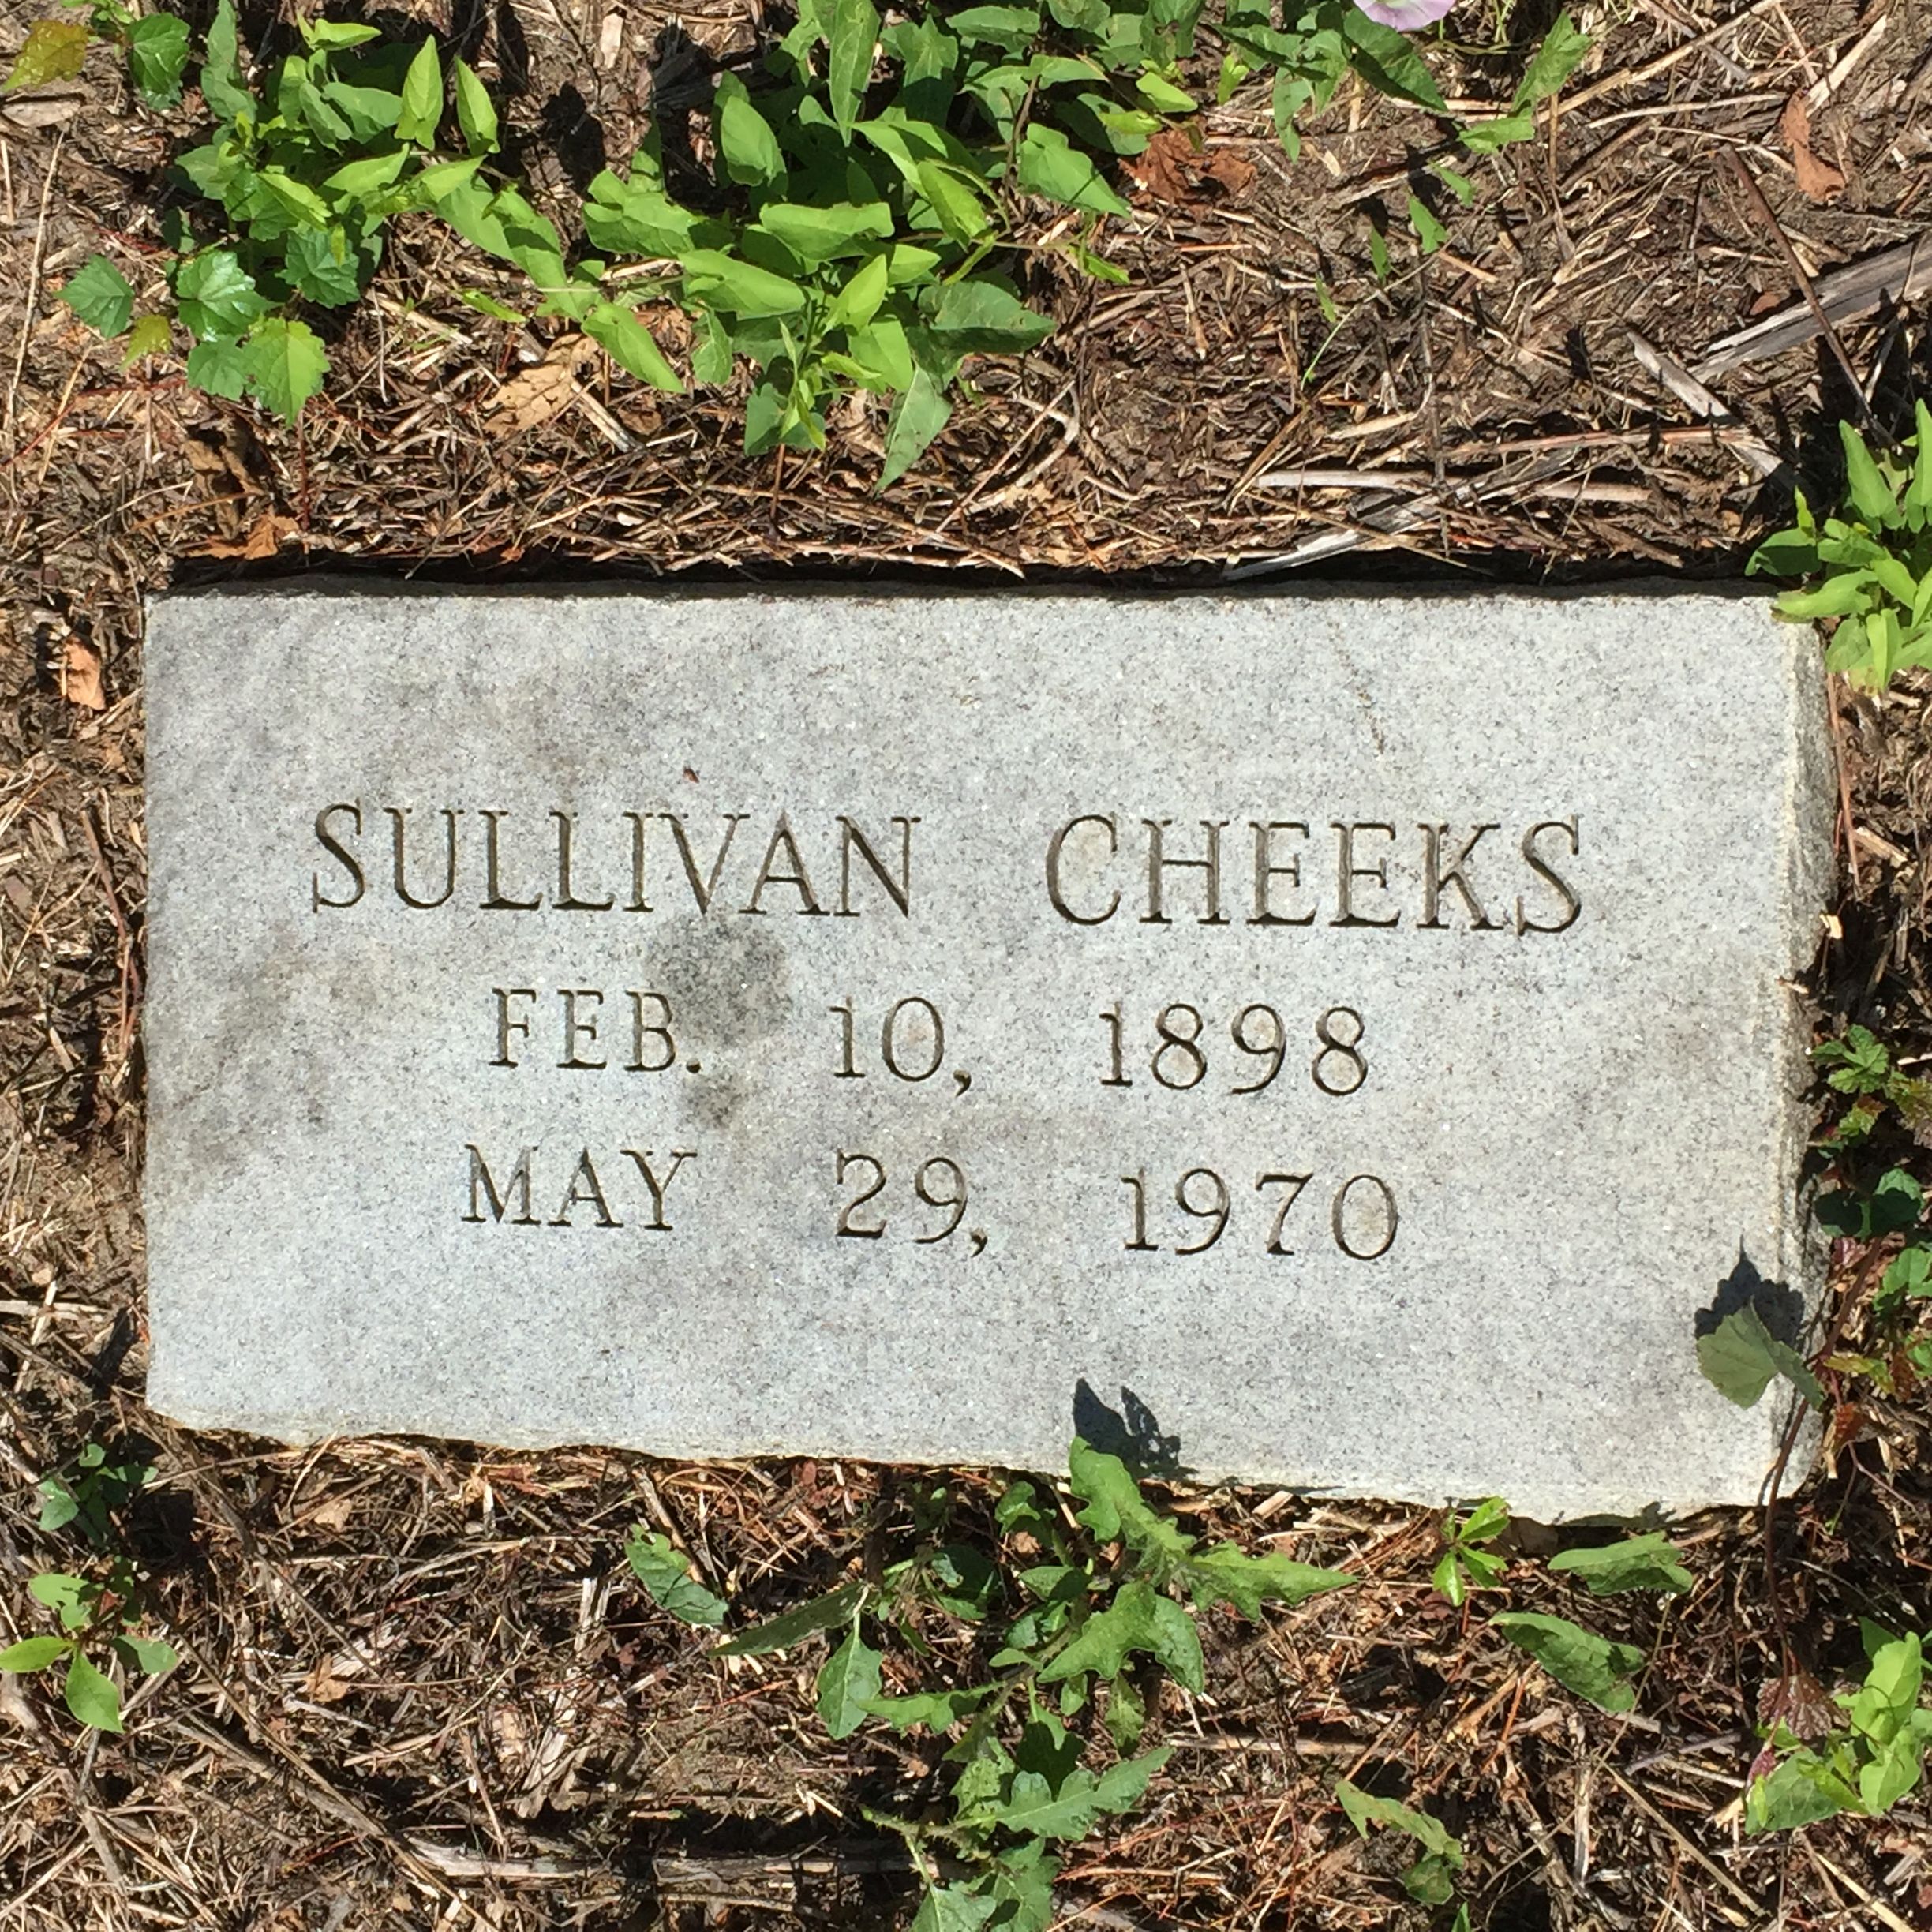 SULLIVAN CHEEKS
FEB. 10, 1898
MAY 29, 1970